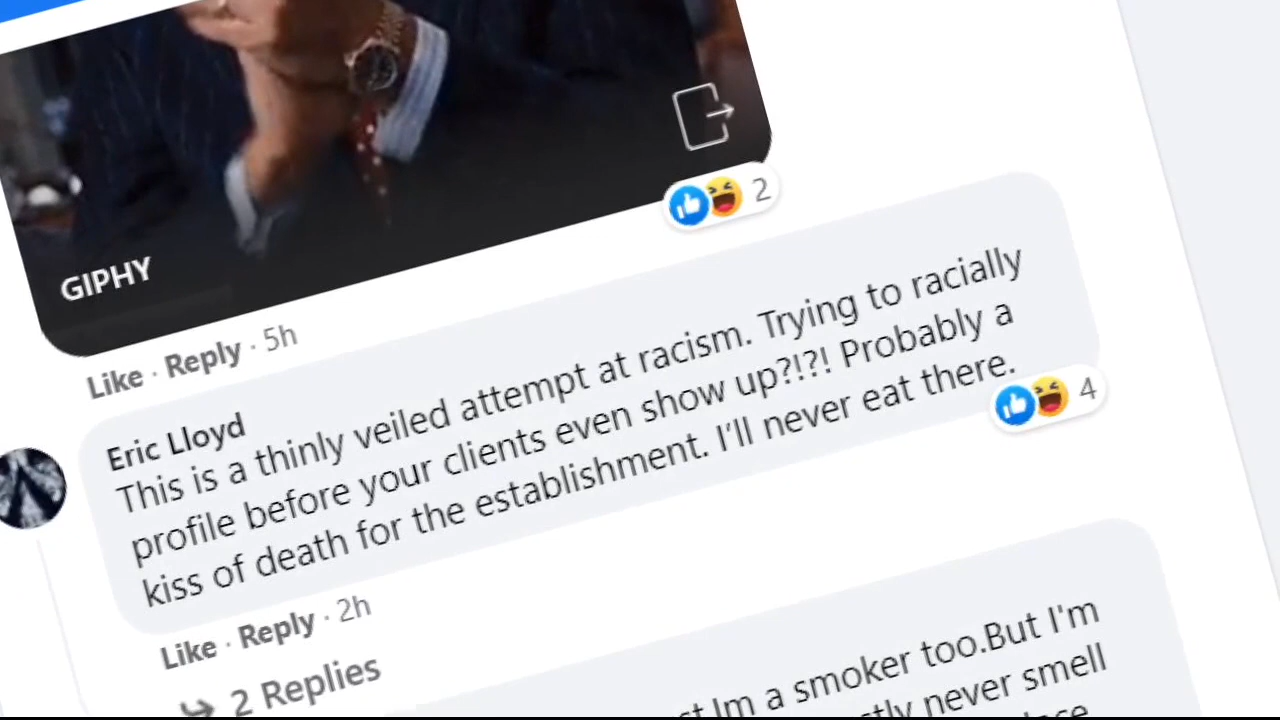 GIPHY
2
Like · Reply · 5h
Eric Lloyd
This is a thinly veiled attempt at racism. Trying to racially
profile before your clients even show up?!?! Probably a
kiss of death for the establishment. I'll never eat there.
4
Like · Reply · 2h
2 Replies
Im a smoker too.But I'm
never smell